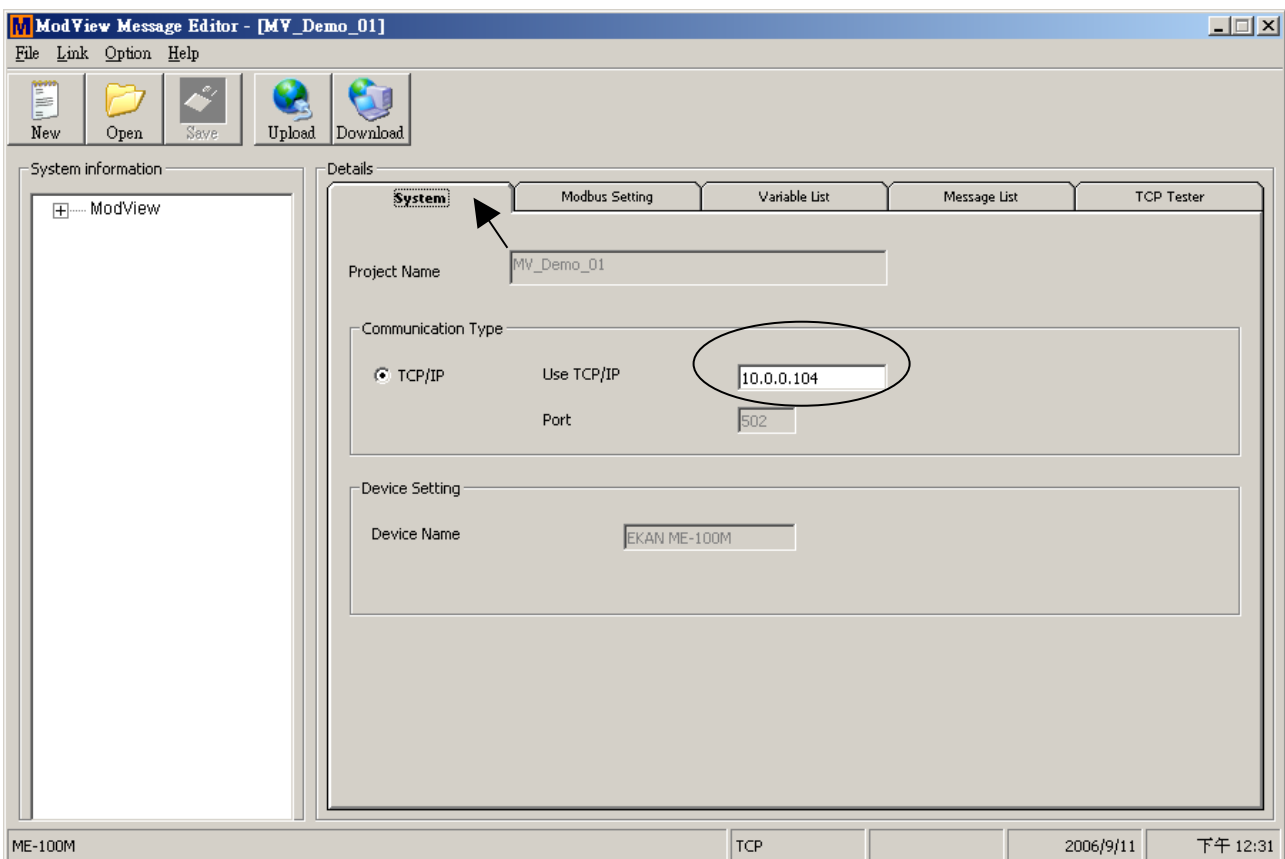 ModView Message Editor - [MV_Demo_01]
File Link Option Help
New Open Save Upload Download
System information
ModView
Details
System Modbus Setting Variable List Message List TCP Tester
Project Name MV_Demo_01
Communication Type
TCP/IP Use TCP/IP 10.0.0.104
Port 502
Device Setting
Device Name EKAN ME-100M
ME-100M TCP 2006/9/11 下午 12:31